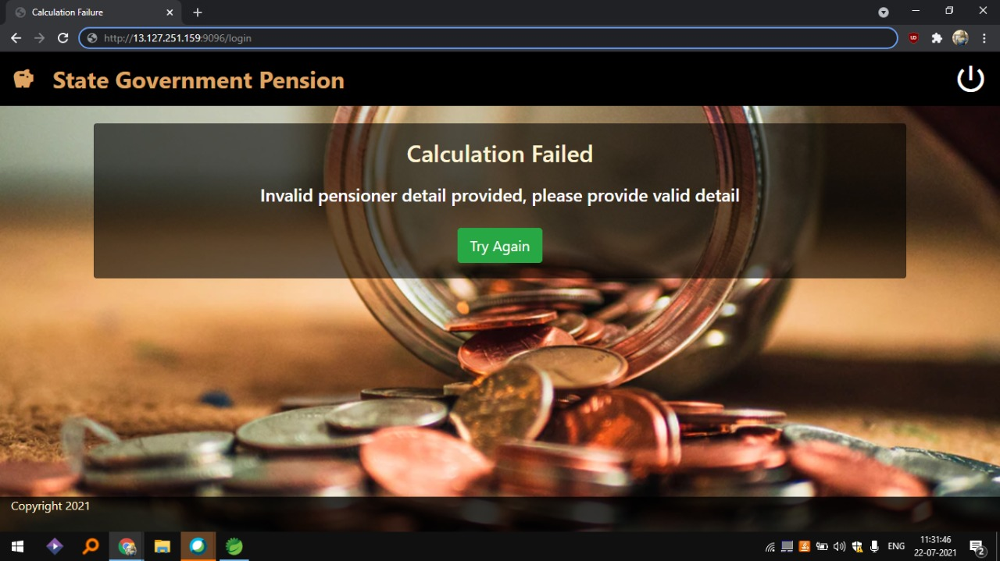 Calculation Failure
http://13.127.251.159:9096/login
UD
State Government Pension
Calculation Failed
Invalid pensioner detail provided, please provide valid detail
Try Again
Copyright 2021
ENG
11:31:46
22-07-2021
2